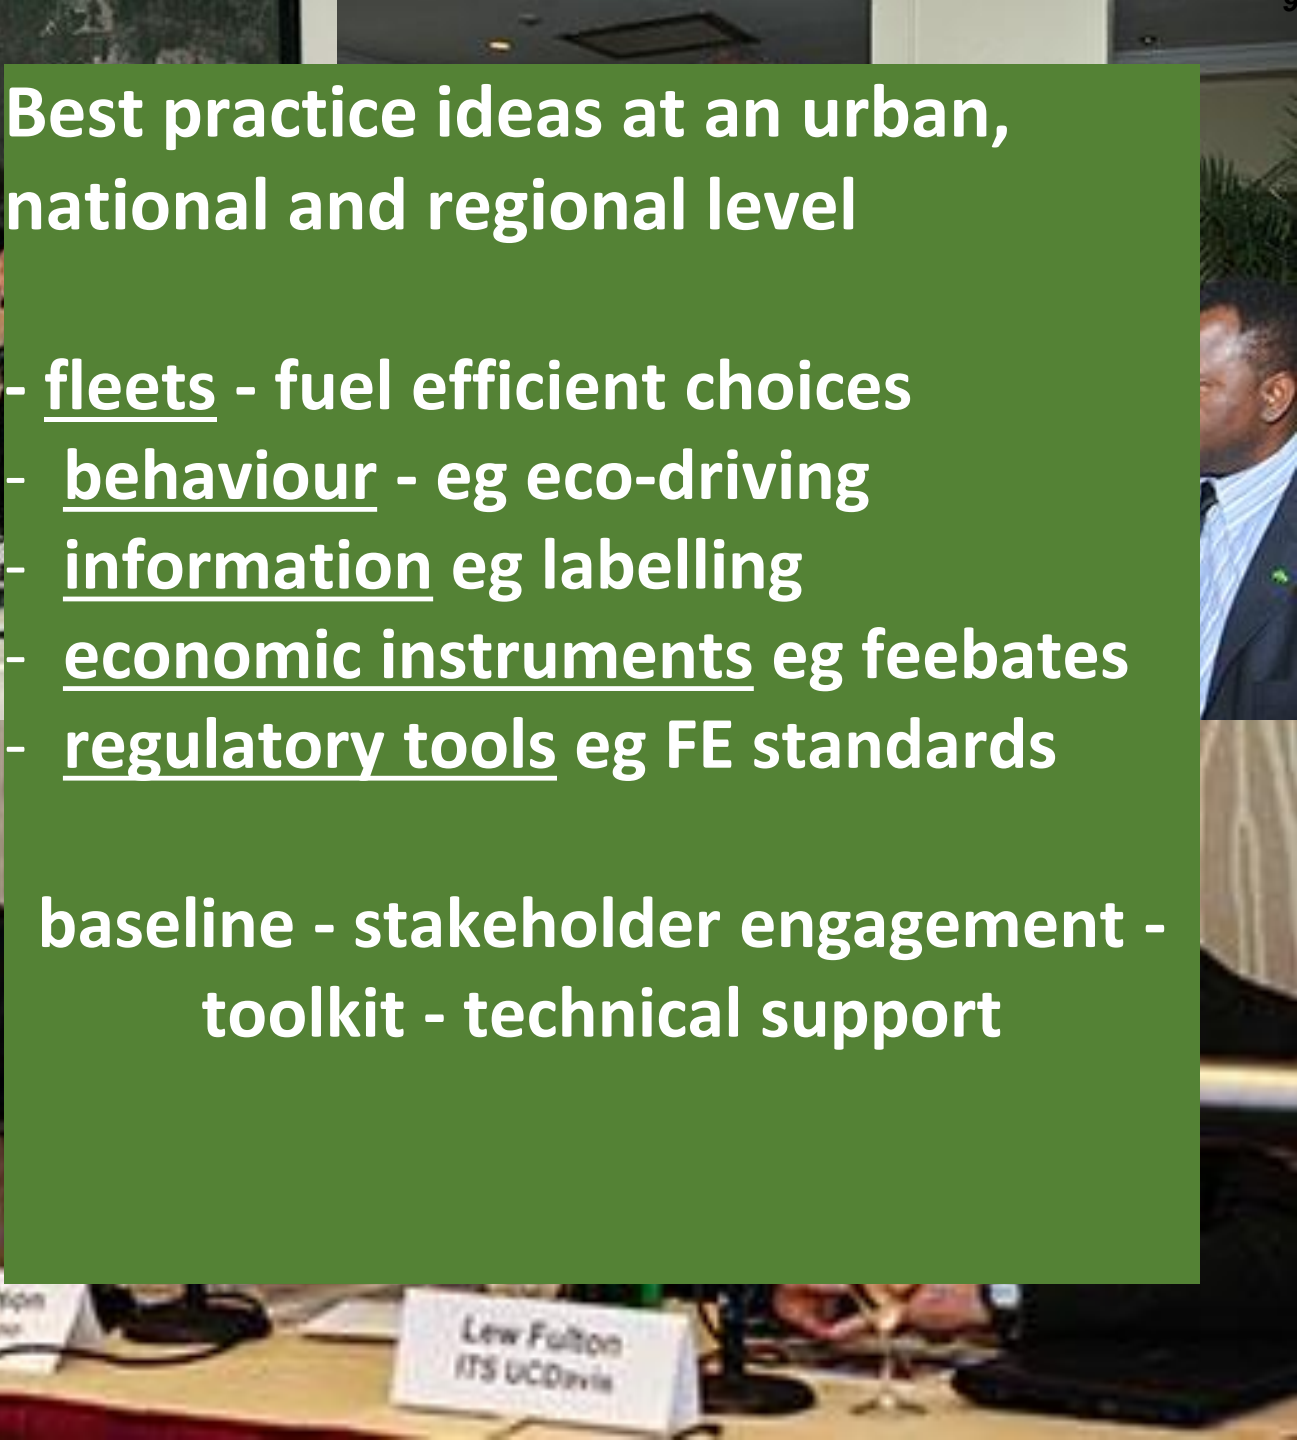 Best practice ideas at an urban,
national and regional level
- fleets - fuel efficient choices
- behaviour - eg eco-driving
- information eg labelling
- economic instruments eg feebates
- regulatory tools eg FE standards
baseline - stakeholder engagement -
toolkit - technical support
Lew Fulton
ITS UCDavis